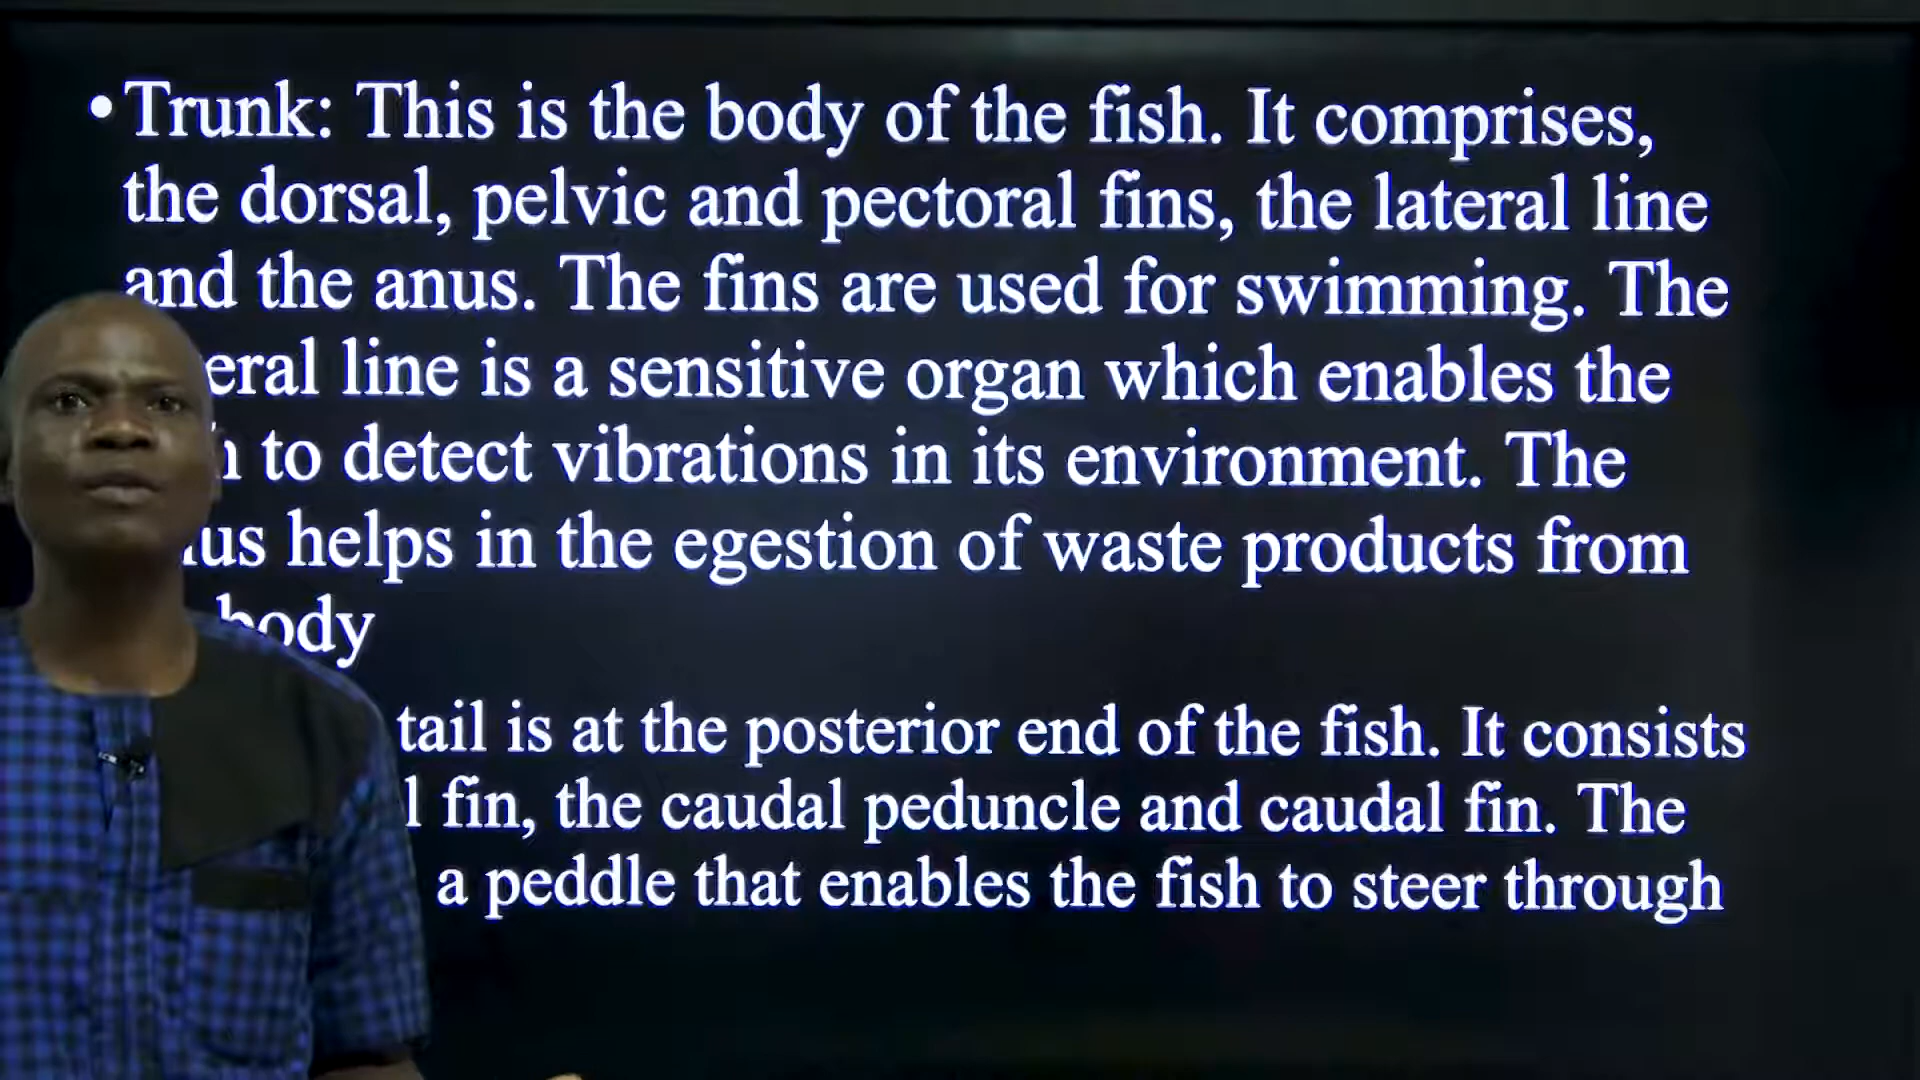 • Trunk: This is the body of the fish. It comprises,
the dorsal, pelvic and pectoral fins, the lateral line
and the anus. The fins are used for swimming. The
line is a sensitive organ which enables the
to detect vibrations in its environment. The
helps in the egestion of waste products from
body
tail is at the posterior end of the fish. It consists
fin, the caudal peduncle and caudal fin. The
a peddle that enables the fish to steer through